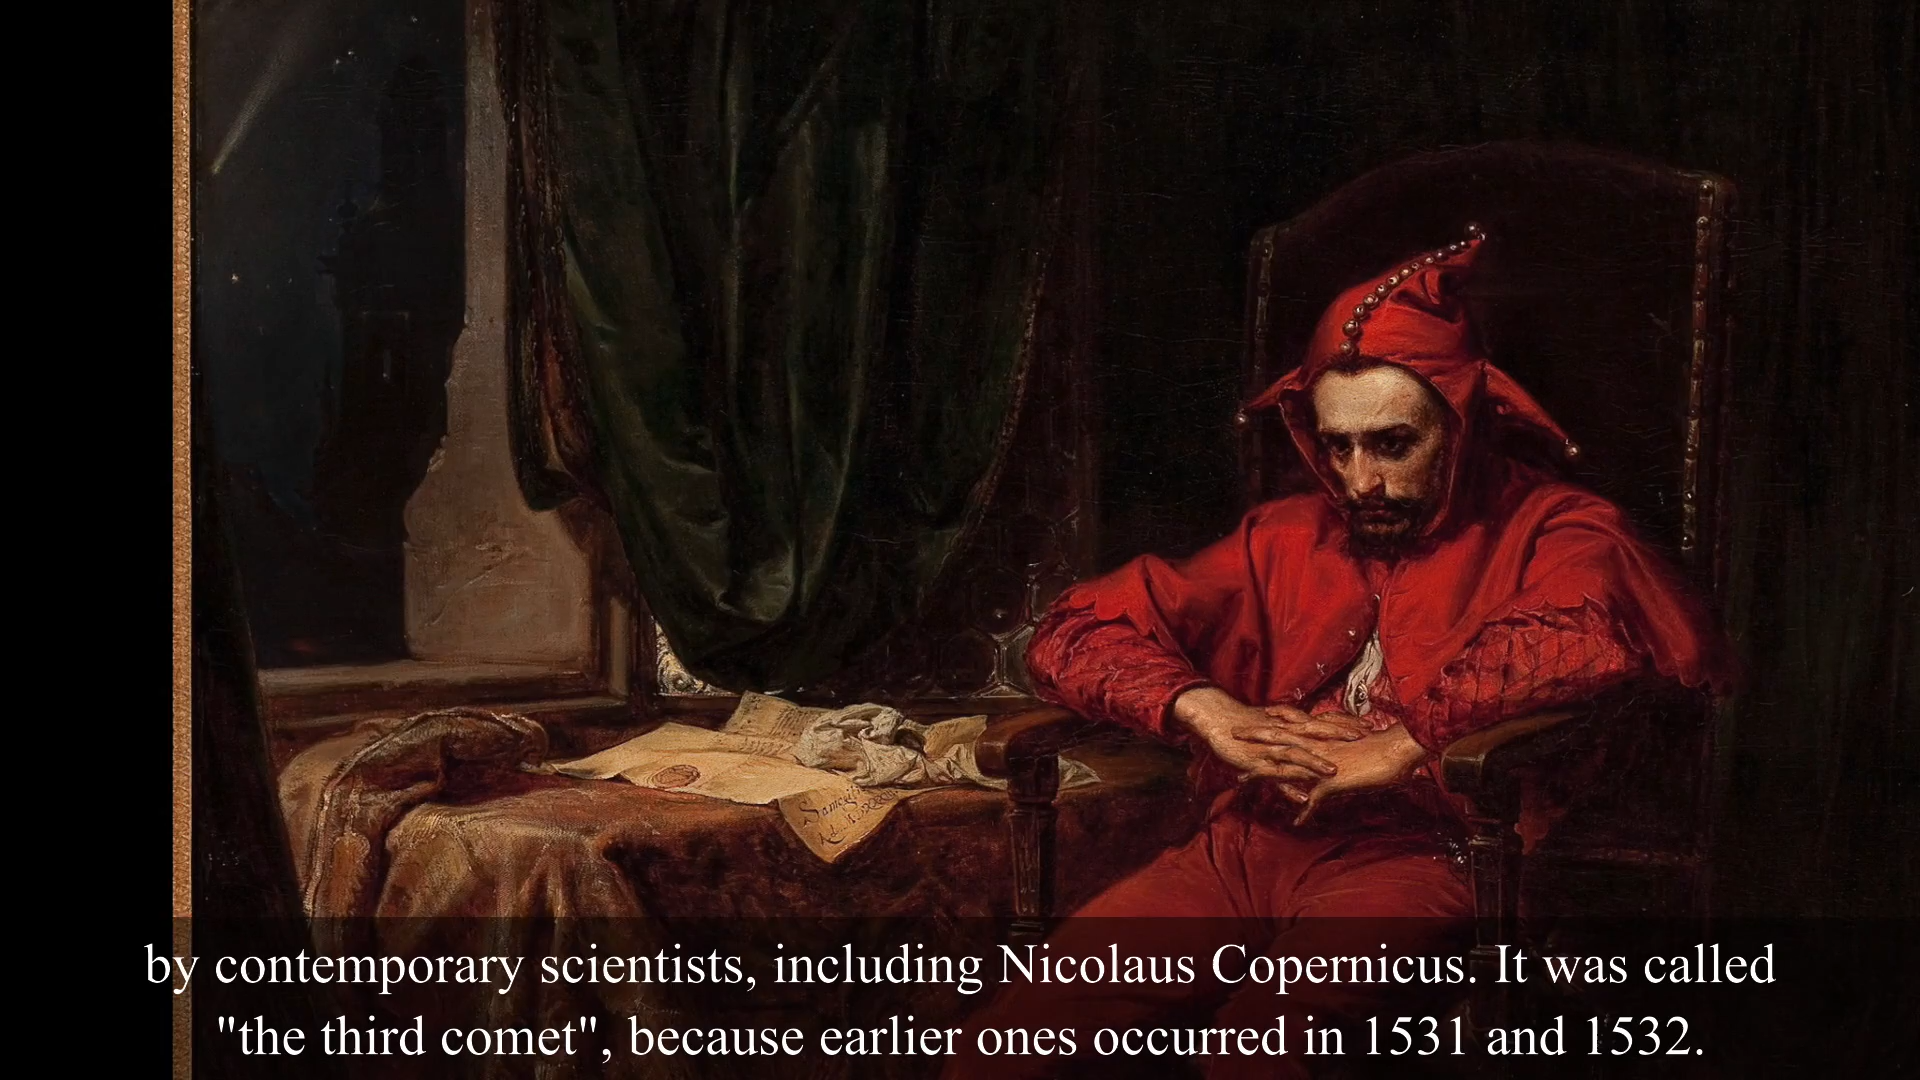 Samogit
by contemporary scientists, including Nicolaus Copernicus. It was called
"the third comet", because earlier ones occurred in 1531 and 1532.